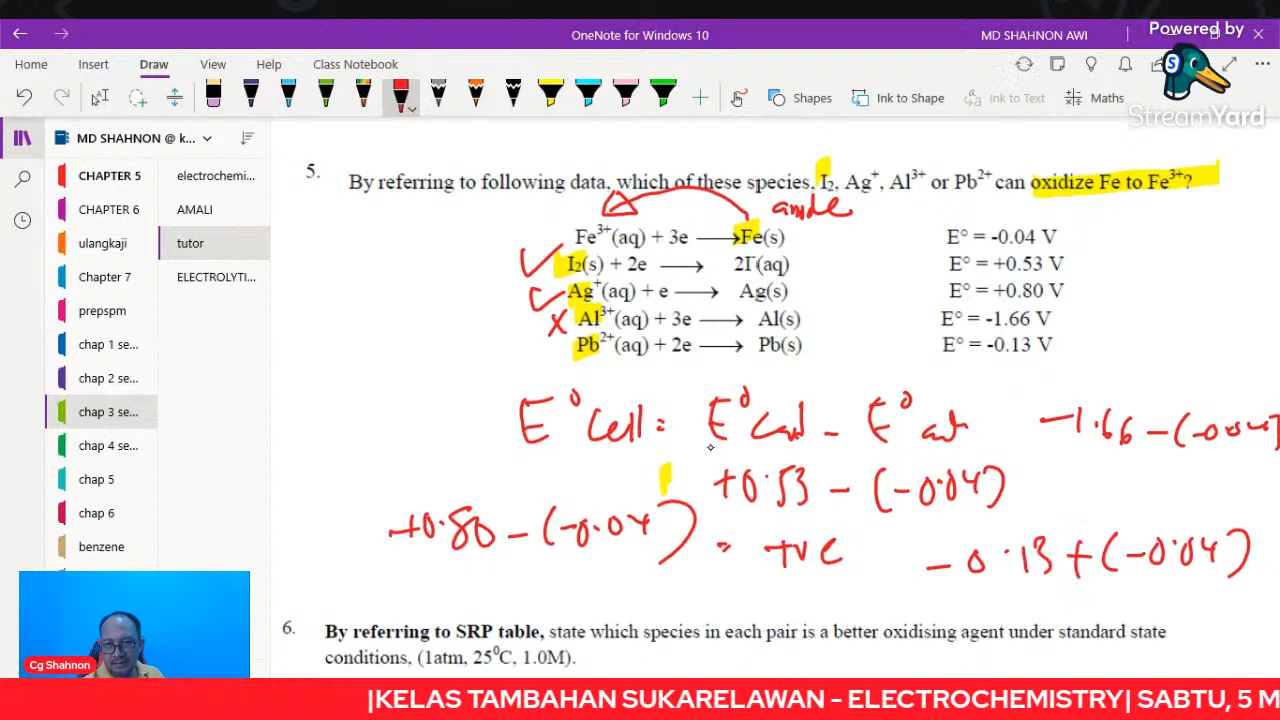 OneNote for Windows 10
MD SHAHNON AWI
Powered by
StreamYard
Home Insert Draw View Help Class Notebook
Shapes Ink to Shape Ink to Text Maths
MD SHAHNON @ k...
CHAPTER 5
CHAPTER 6
ulangkaji
Chapter 7
prepspm
chap 1 se...
chap 2 se...
chap 3 se...
chap 4 se...
chap 5
chap 6
benzene
electrochemi...
AMALI
tutor
ELECTROLYTI...
5. By referring to following data, which of these species, I₂, Ag⁺, Al³⁺ or Pb²⁺ can oxidize Fe to Fe³⁺?
anode
Fe³⁺(aq) + 3e ⟶ Fe(s) E° = -0.04 V
I₂(s) + 2e ⟶ 2I⁻(aq) E° = +0.53 V
Ag⁺(aq) + e ⟶ Ag(s) E° = +0.80 V
Al³⁺(aq) + 3e ⟶ Al(s) E° = -1.66 V
Pb²⁺(aq) + 2e ⟶ Pb(s) E° = -0.13 V
E° cell = E° cad - E° an
-1.66 - (-0.04)
+0.53 - (-0.04)
+0.80 - (-0.04)
= +ve
- 0.13 + (-0.04)
6. By referring to SRP table, state which species in each pair is a better oxidising agent under standard state
conditions, (1atm, 25⁰C, 1.0M).
Cg Shahnon
|KELAS TAMBAHAN SUKARELAWAN - ELECTROCHEMISTRY| SABTU, 5 M